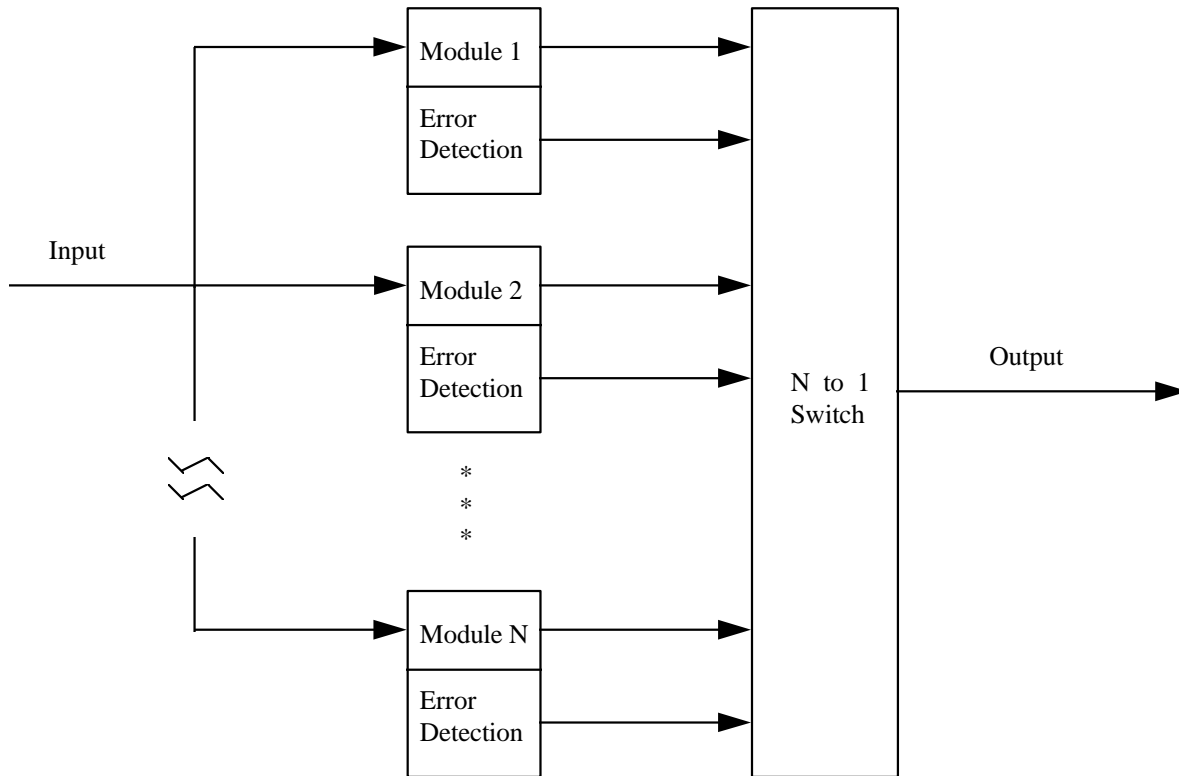 Module 1
Error
Detection
Input
Module 2
Error
Detection
N to 1
Switch
Output
*
*
*
Module N
Error
Detection